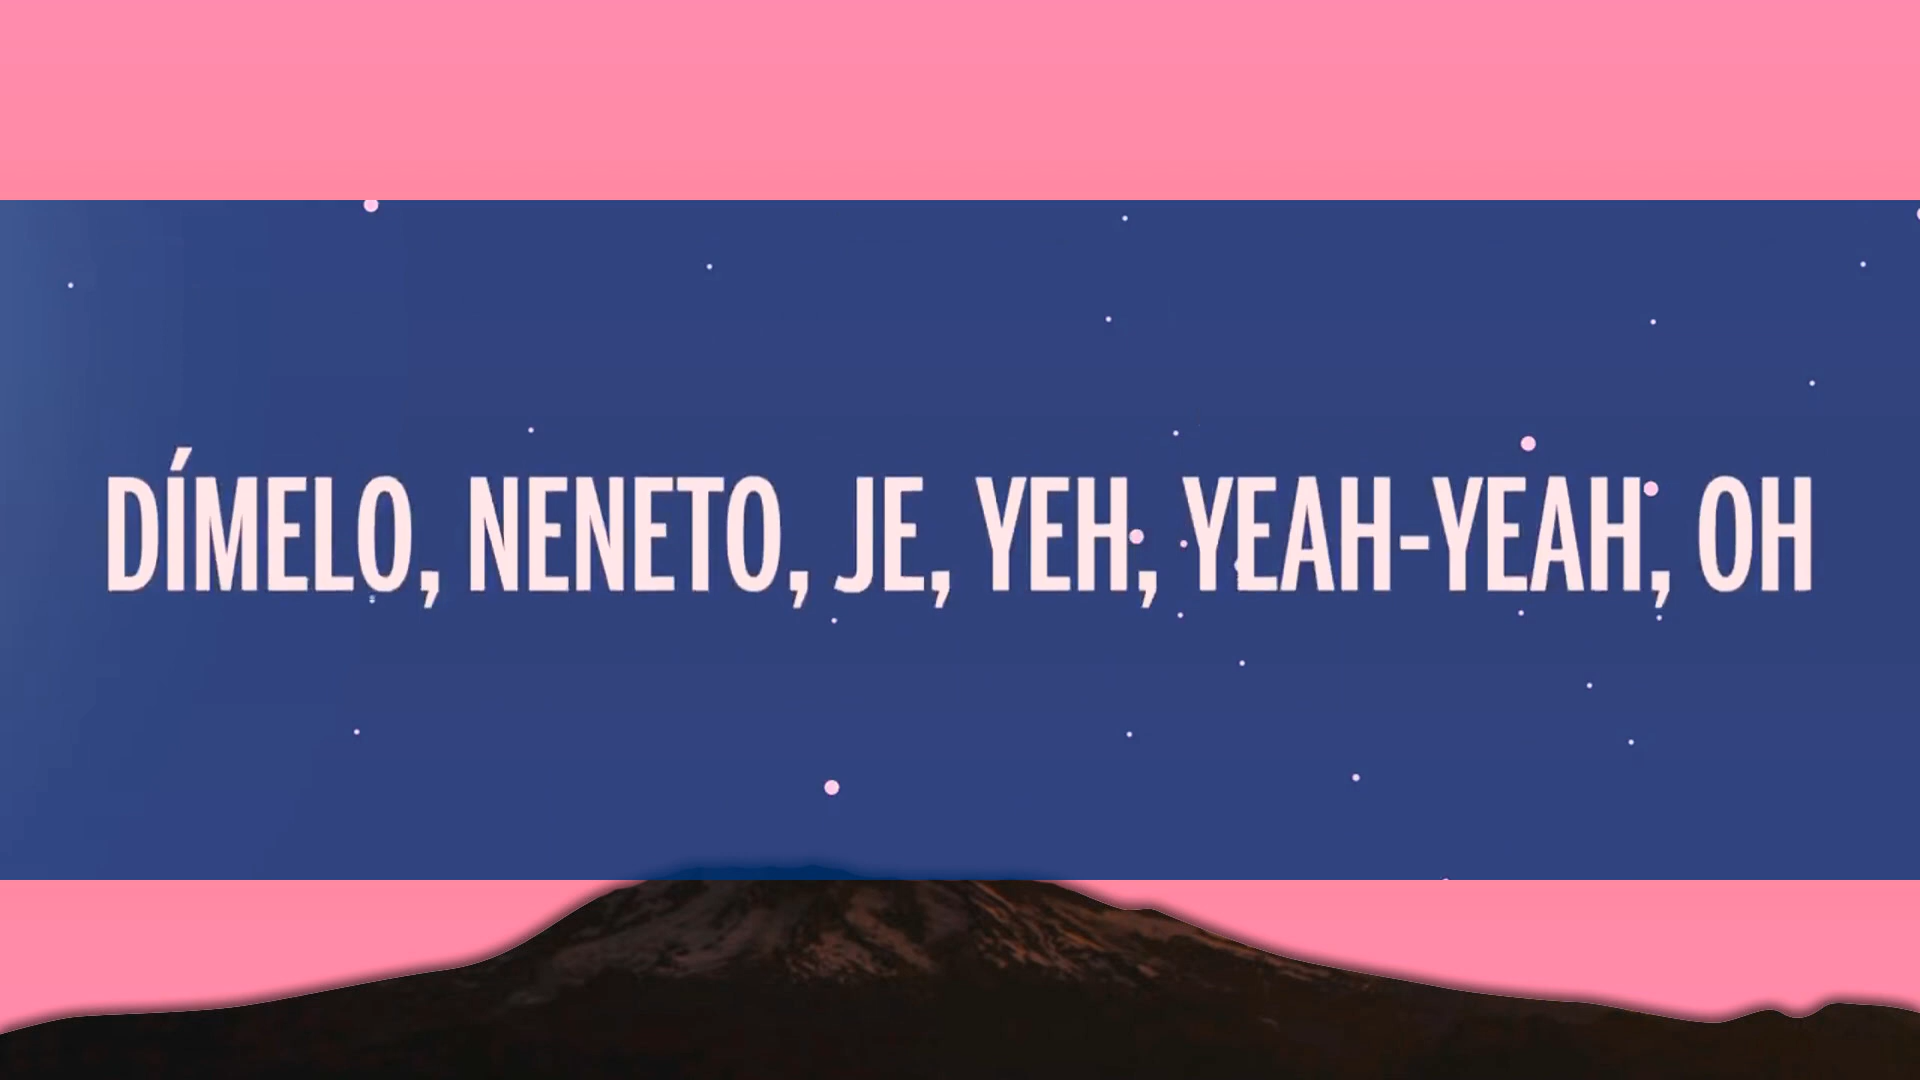 DÍMELO, NENETO, JE, YEH, YEAH-YEAH, OH